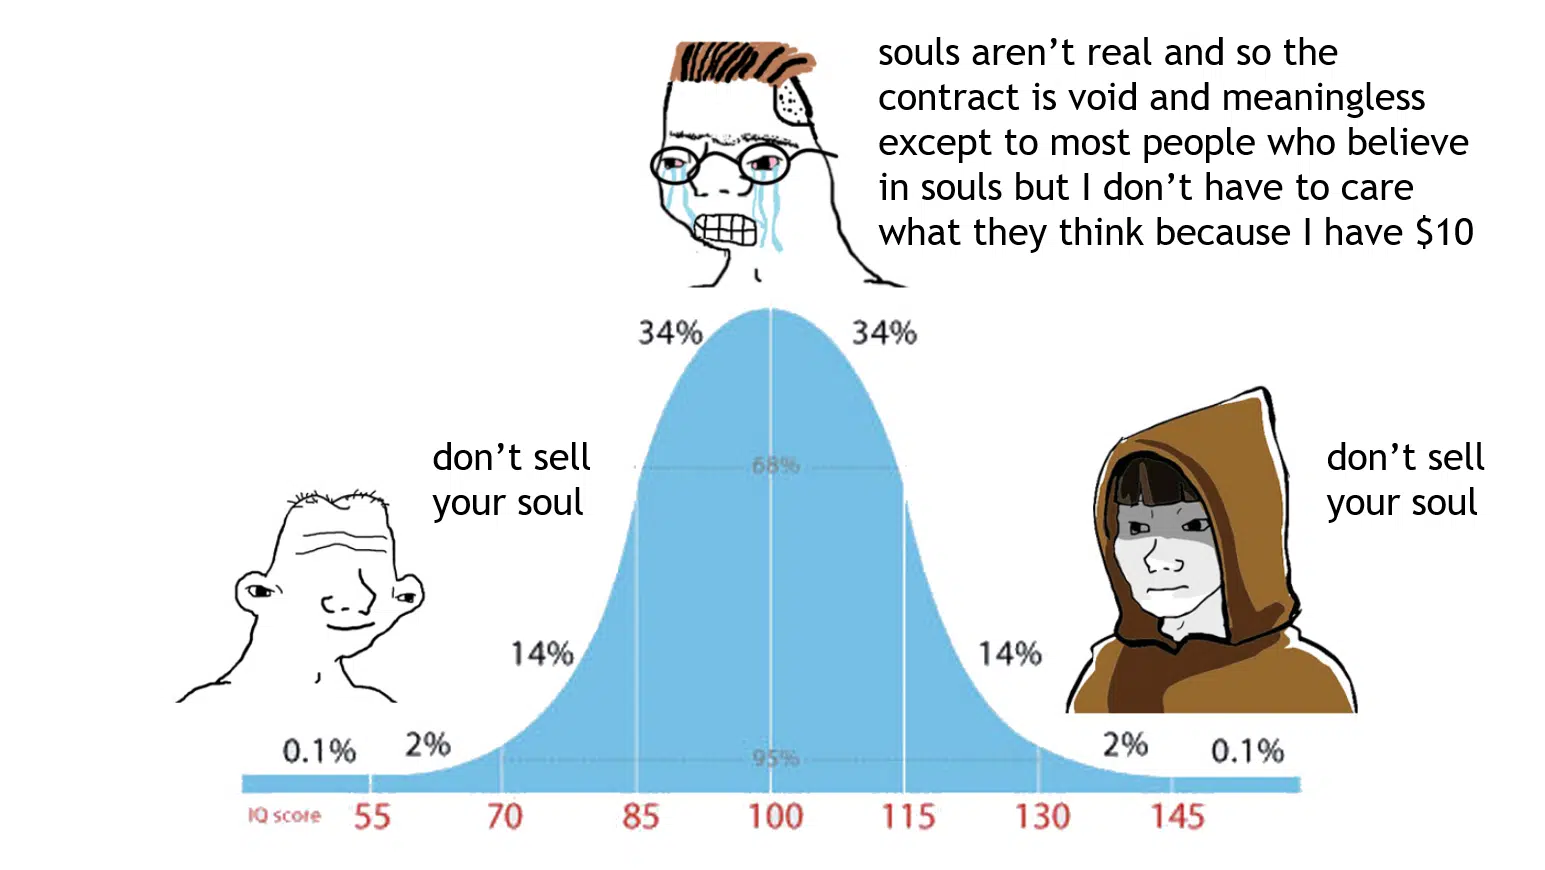 souls aren't real and so the
contract is void and meaningless
except to most people who believe
in souls but I don't have to care
what they think because I have $10
34% 34%
don't sell
your soul
68%
don't sell
your soul
14% 14%
0.1% 2% 95% 2% 0.1%
IQ score 55 70 85 100 115 130 145